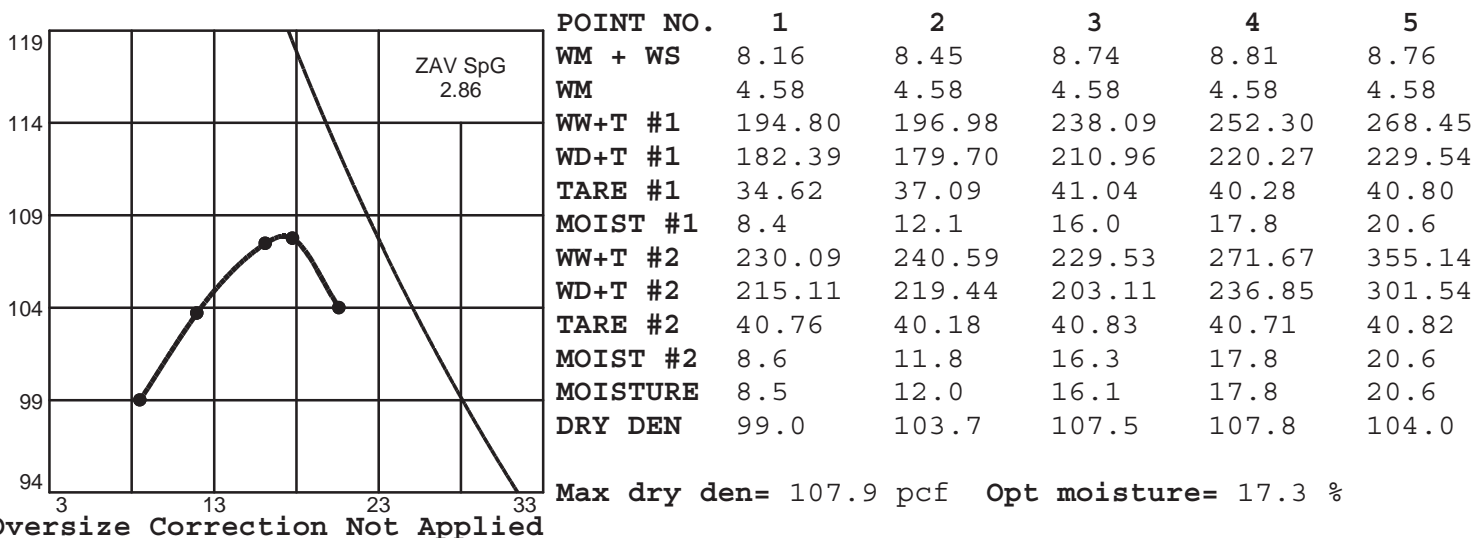 119
114
109
104
99
94
3 13 23 33
ZAV SpG
2.86
Oversize Correction Not Applied
POINT NO. 1 2 3 4 5
WM + WS 8.16 8.45 8.74 8.81 8.76
WM 4.58 4.58 4.58 4.58 4.58
WW+T #1 194.80 196.98 238.09 252.30 268.45
WD+T #1 182.39 179.70 210.96 220.27 229.54
TARE #1 34.62 37.09 41.04 40.28 40.80
MOIST #1 8.4 12.1 16.0 17.8 20.6
WW+T #2 230.09 240.59 229.53 271.67 355.14
WD+T #2 215.11 219.44 203.11 236.85 301.54
TARE #2 40.76 40.18 40.83 40.71 40.82
MOIST #2 8.6 11.8 16.3 17.8 20.6
MOISTURE 8.5 12.0 16.1 17.8 20.6
DRY DEN 99.0 103.7 107.5 107.8 104.0
Max dry den= 107.9 pcf Opt moisture= 17.3 %